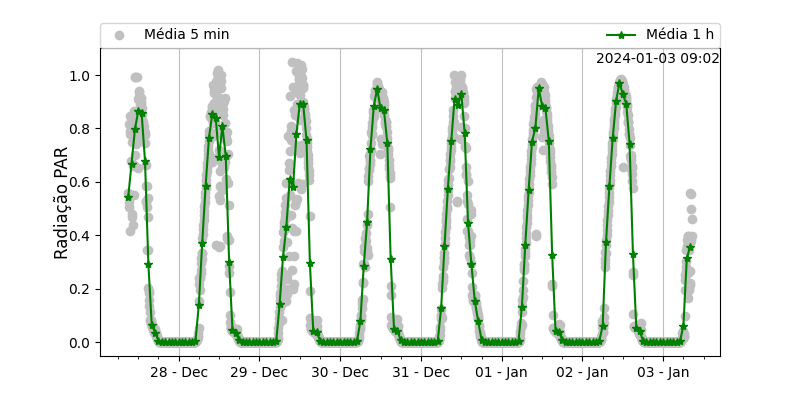 Média 5 min
Média 1 h
2024-01-03 09:02
Radiação PAR
1.0
0.8
0.6
0.4
0.2
0.0
28 - Dec
29 - Dec
30 - Dec
31 - Dec
01 - Jan
02 - Jan
03 - Jan